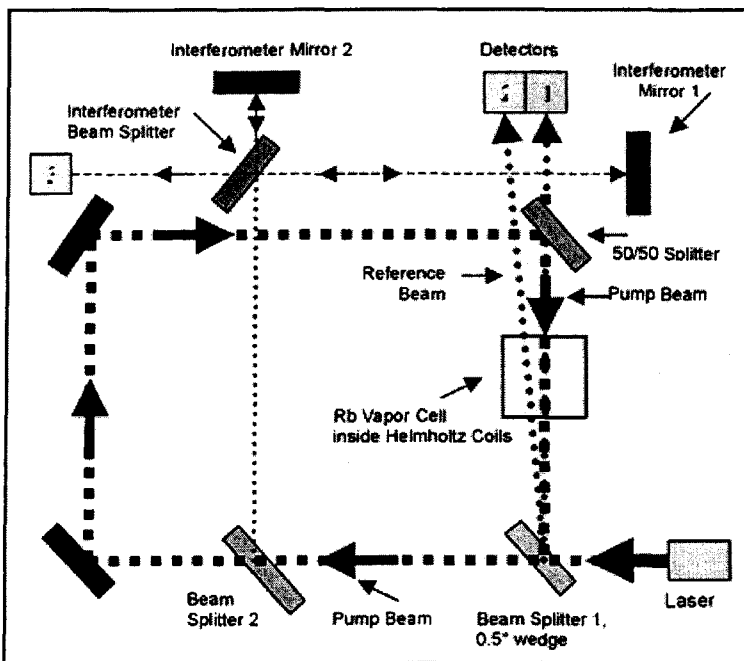 Interferometer Mirror 2
Detectors
Interferometer
Mirror 1
Interferometer
Beam Splitter
2
1
50/50 Splitter
Reference
Beam
Pump Beam
Rb Vapor Cell
inside Helmholtz Coils
Beam
Splitter 2
Pump Beam
Beam Splitter 1,
0.5° wedge
Laser